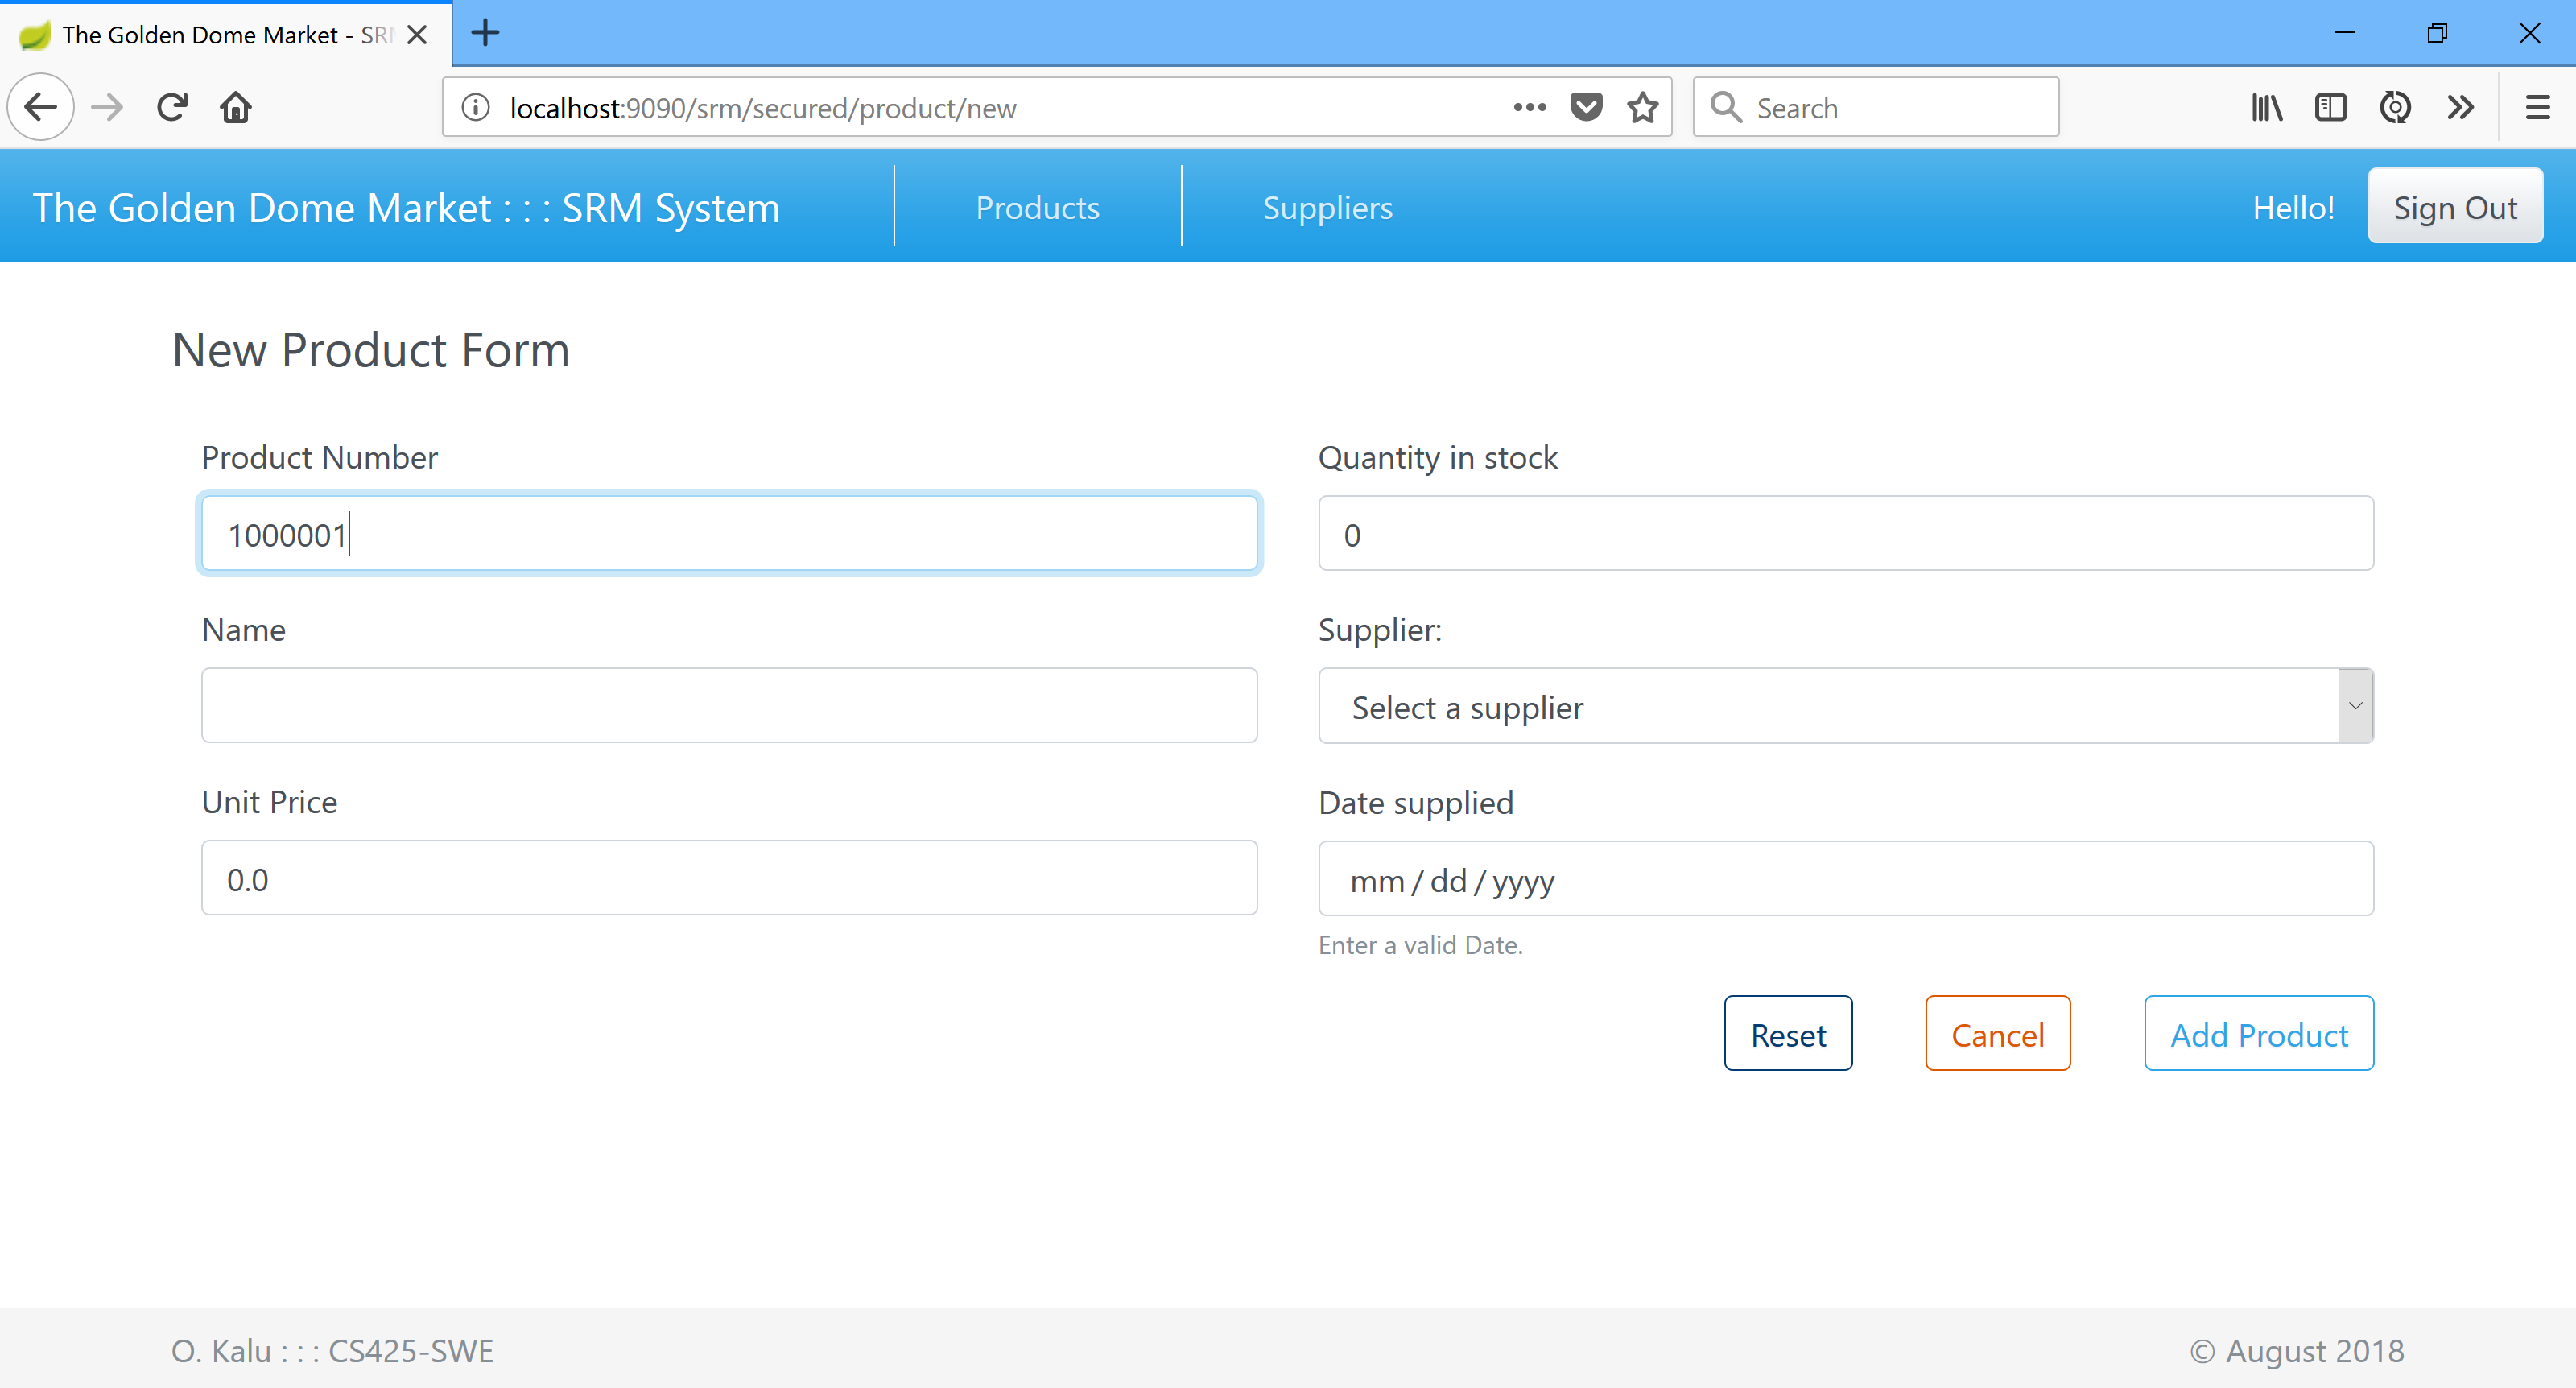 The Golden Dome Market - SRM
localhost:9090/srm/secured/product/new
Search
The Golden Dome Market : : : SRM System
Products
Suppliers
Hello!
Sign Out
New Product Form
Product Number
1000001
Quantity in stock
0
Name
Supplier:
Select a supplier
Unit Price
0.0
Date supplied
mm / dd / yyyy
Enter a valid Date.
Reset
Cancel
Add Product
O. Kalu : : : CS425-SWE
© August 2018